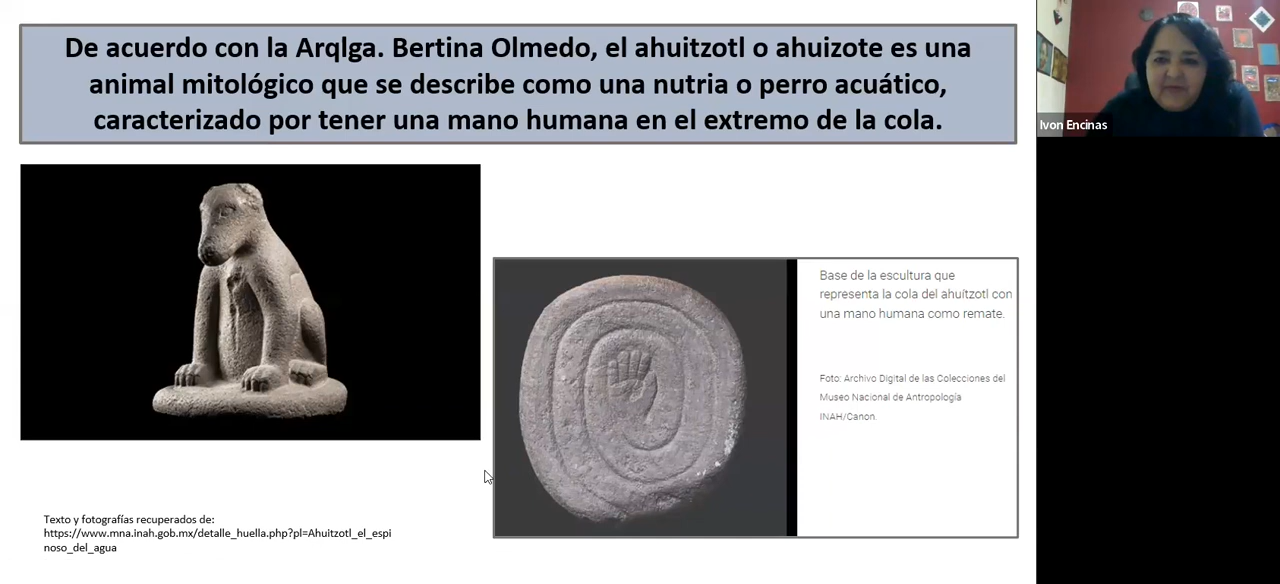 De acuerdo con la Arqlga. Bertina Olmedo, el ahuitzotl o ahuizote es una
animal mitológico que se describe como una nutria o perro acuático,
caracterizado por tener una mano humana en el extremo de la cola.
Ivon Encinas
Base de la escultura que
representa la cola del ahuítzotl con
una mano humana como remate.
Foto: Archivo Digital de las Colecciones del
Museo Nacional de Antropología
INAH/Canon.
Texto y fotografías recuperados de:
https://www.mna.inah.gob.mx/detalle_huella.php?pl=Ahuitzotl_el_espi
noso_del_agua